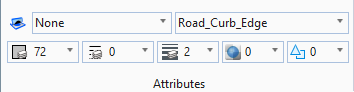 None Road_Curb_Edge
72 0 2 0 0
Attributes